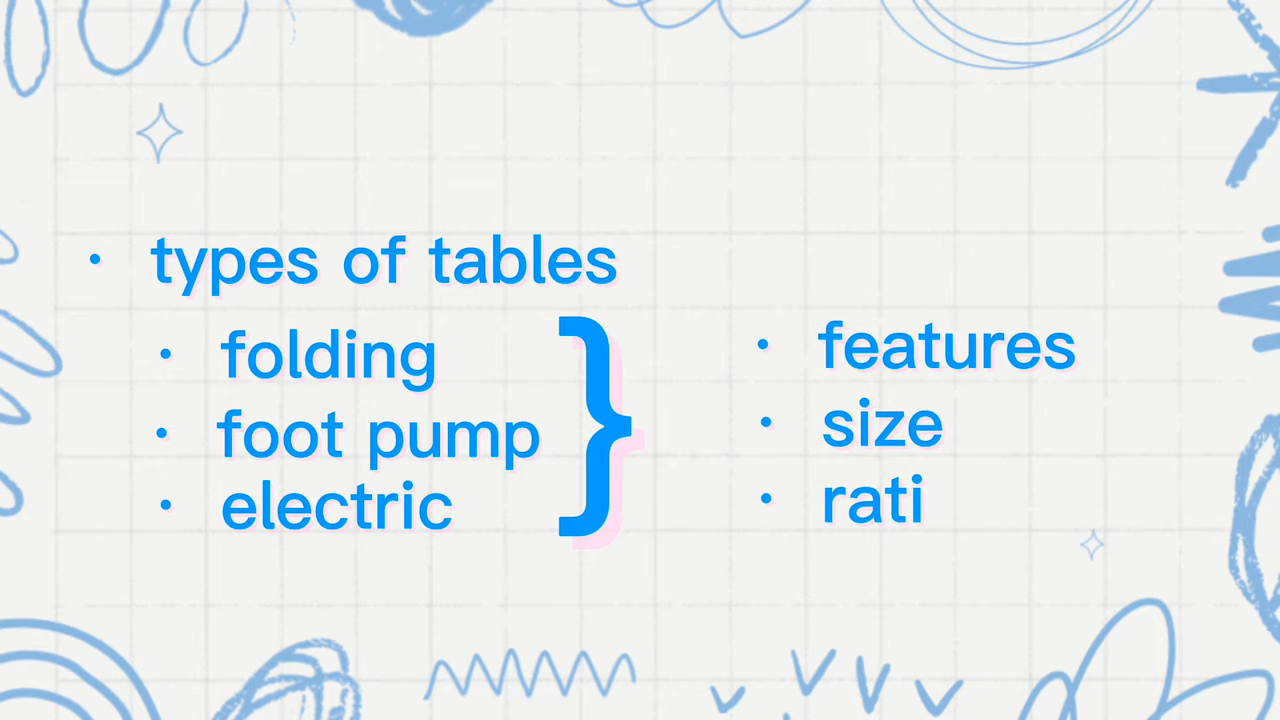 · types of tables
· folding
· foot pump
· electric
}
· features
· size
· rati